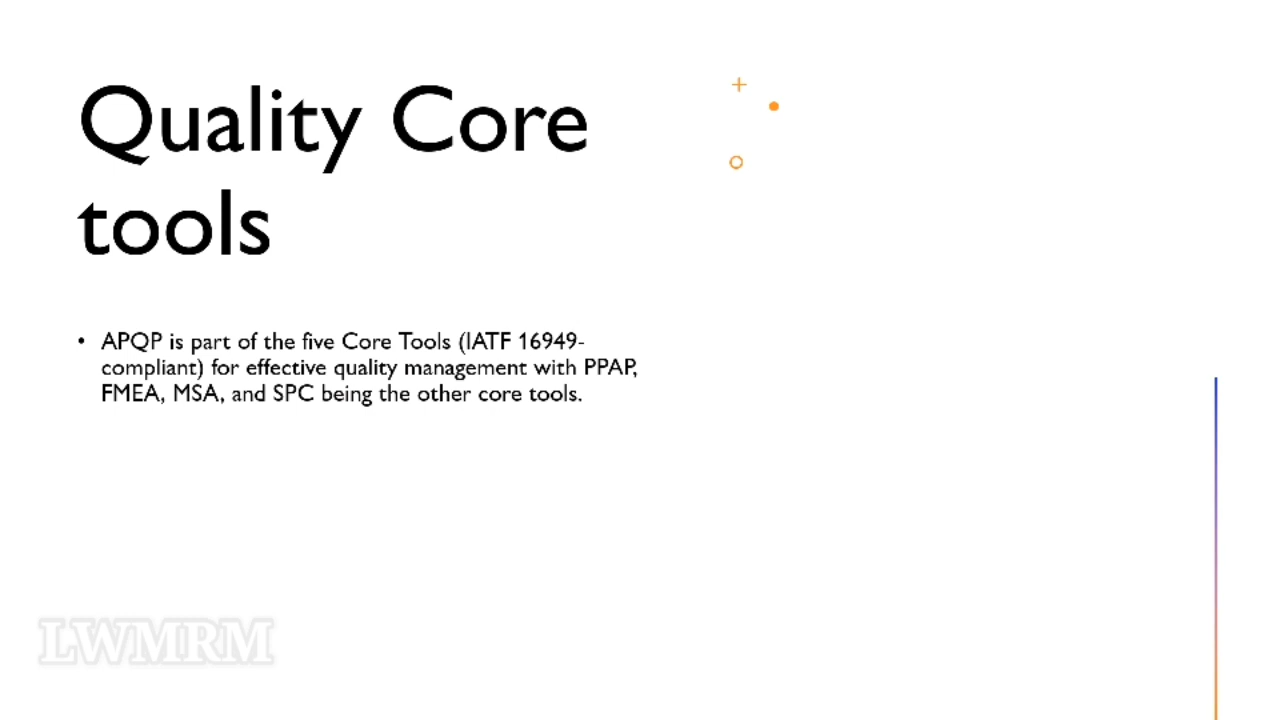 Quality Core
tools
• APQP is part of the five Core Tools (IATF 16949-
compliant) for effective quality management with PPAP,
FMEA, MSA, and SPC being the other core tools.
LWMRM